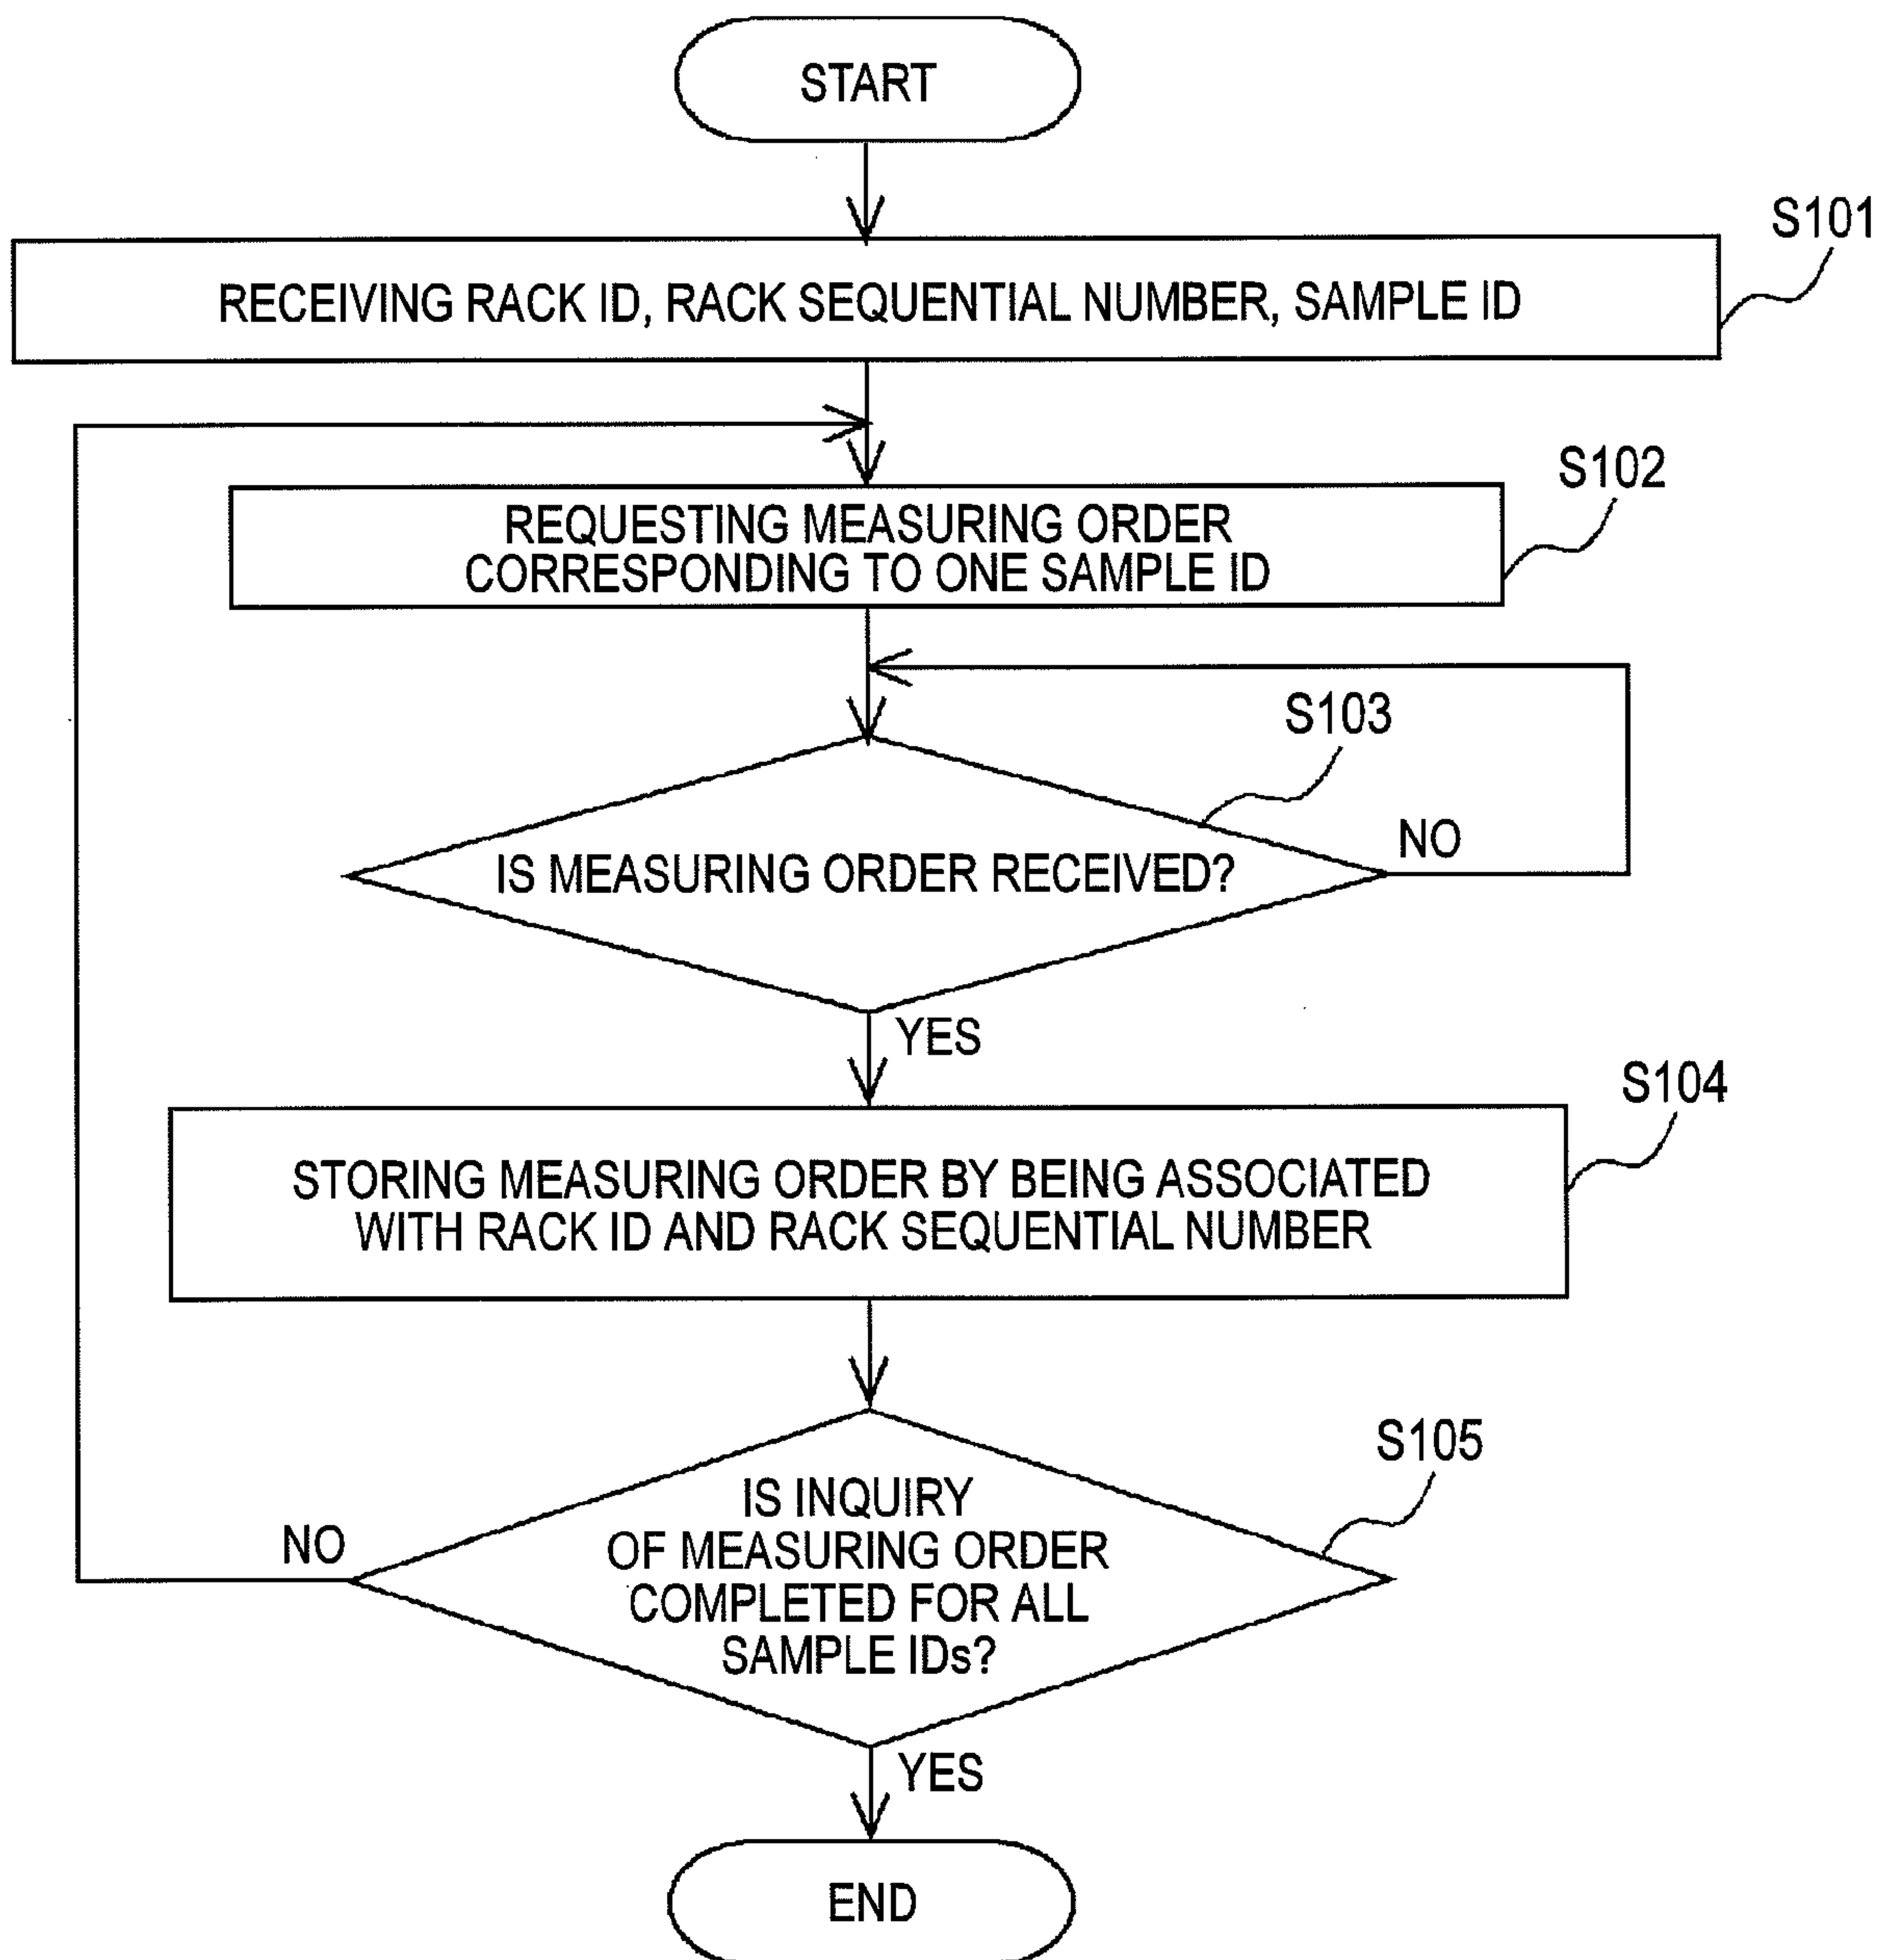 START
S101
RECEIVING RACK ID, RACK SEQUENTIAL NUMBER, SAMPLE ID
S102
REQUESTING MEASURING ORDER
CORRESPONDING TO ONE SAMPLE ID
S103
NO
IS MEASURING ORDER RECEIVED?
YES
S104
STORING MEASURING ORDER BY BEING ASSOCIATED
WITH RACK ID AND RACK SEQUENTIAL NUMBER
S105
IS INQUIRY
NO
OF MEASURING ORDER
COMPLETED FOR ALL
SAMPLE IDs?
YES
END